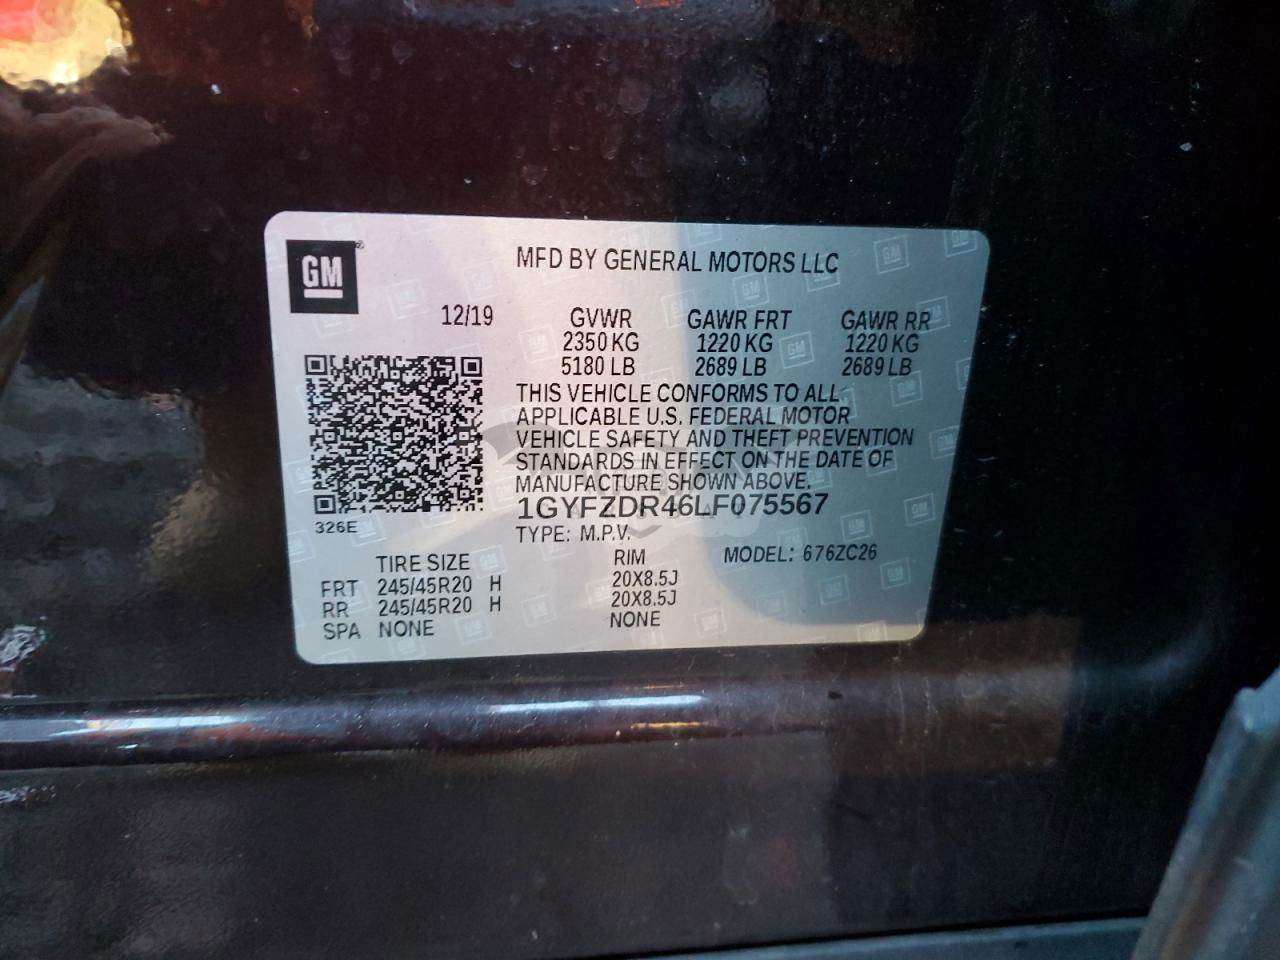 GM
MFD BY GENERAL MOTORS LLC
12/19 GVWR GAWR FRT GAWR RR
2350 KG 1220 KG 1220 KG
5180 LB 2689 LB 2689 LB
THIS VEHICLE CONFORMS TO ALL
APPLICABLE U.S. FEDERAL MOTOR
VEHICLE SAFETY AND THEFT PREVENTION
STANDARDS IN EFFECT ON THE DATE OF
MANUFACTURE SHOWN ABOVE.
1GYFZDR46LF075567
326E
TYPE: M.P.V. MODEL: 676ZC26
TIRE SIZE RIM
FRT 245/45R20 H 20X8.5J
RR 245/45R20 H 20X8.5J
SPA NONE NONE